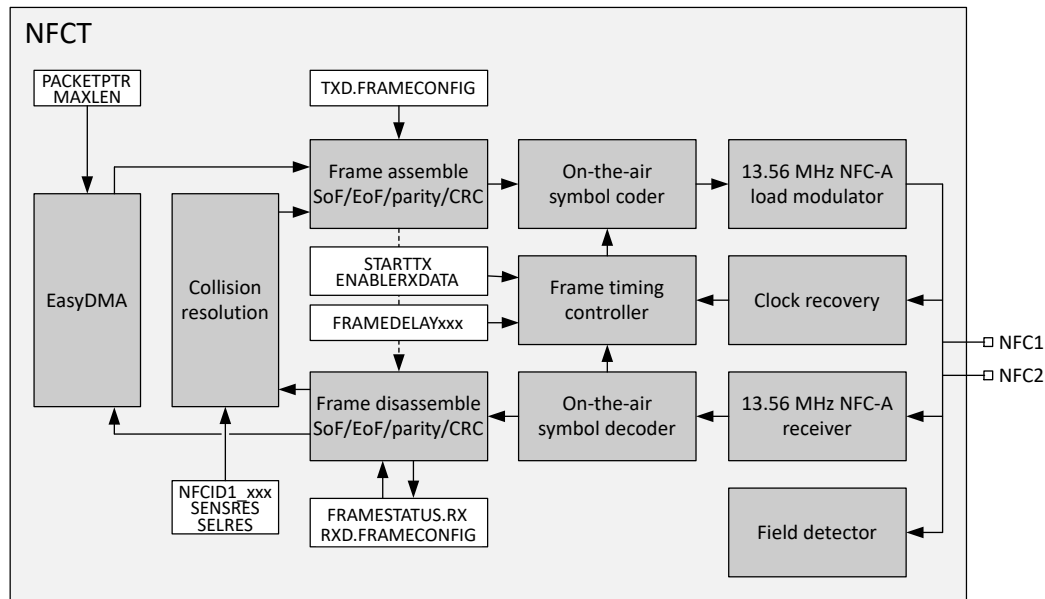 NFCT
PACKETPTR
MAXLEN
TXD.FRAMECONFIG
Frame assemble
SoF/EoF/parity/CRC
On-the-air
symbol coder
13.56 MHz NFC-A
load modulator
EasyDMA
Collision
resolution
STARTTX
ENABLERXDATA
Frame timing
controller
Clock recovery
FRAMEDELAYxxx
NFC1
NFC2
Frame disassemble
SoF/EoF/parity/CRC
On-the-air
symbol decoder
13.56 MHz NFC-A
receiver
NFCID1_xxx
SENSRES
SELRES
FRAMESTATUS.RX
RXD.FRAMECONFIG
Field detector